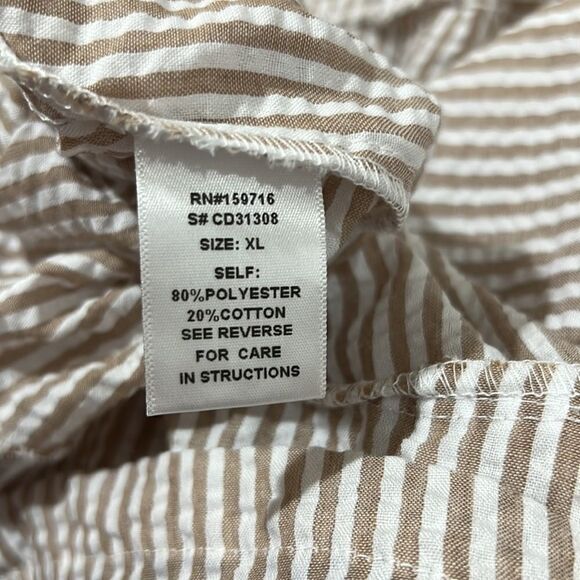 RN#159716
S# CD31308
SIZE: XL
SELF:
80%POLYESTER
20%COTTON
SEE REVERSE
FOR CARE
IN STRUCTIONS